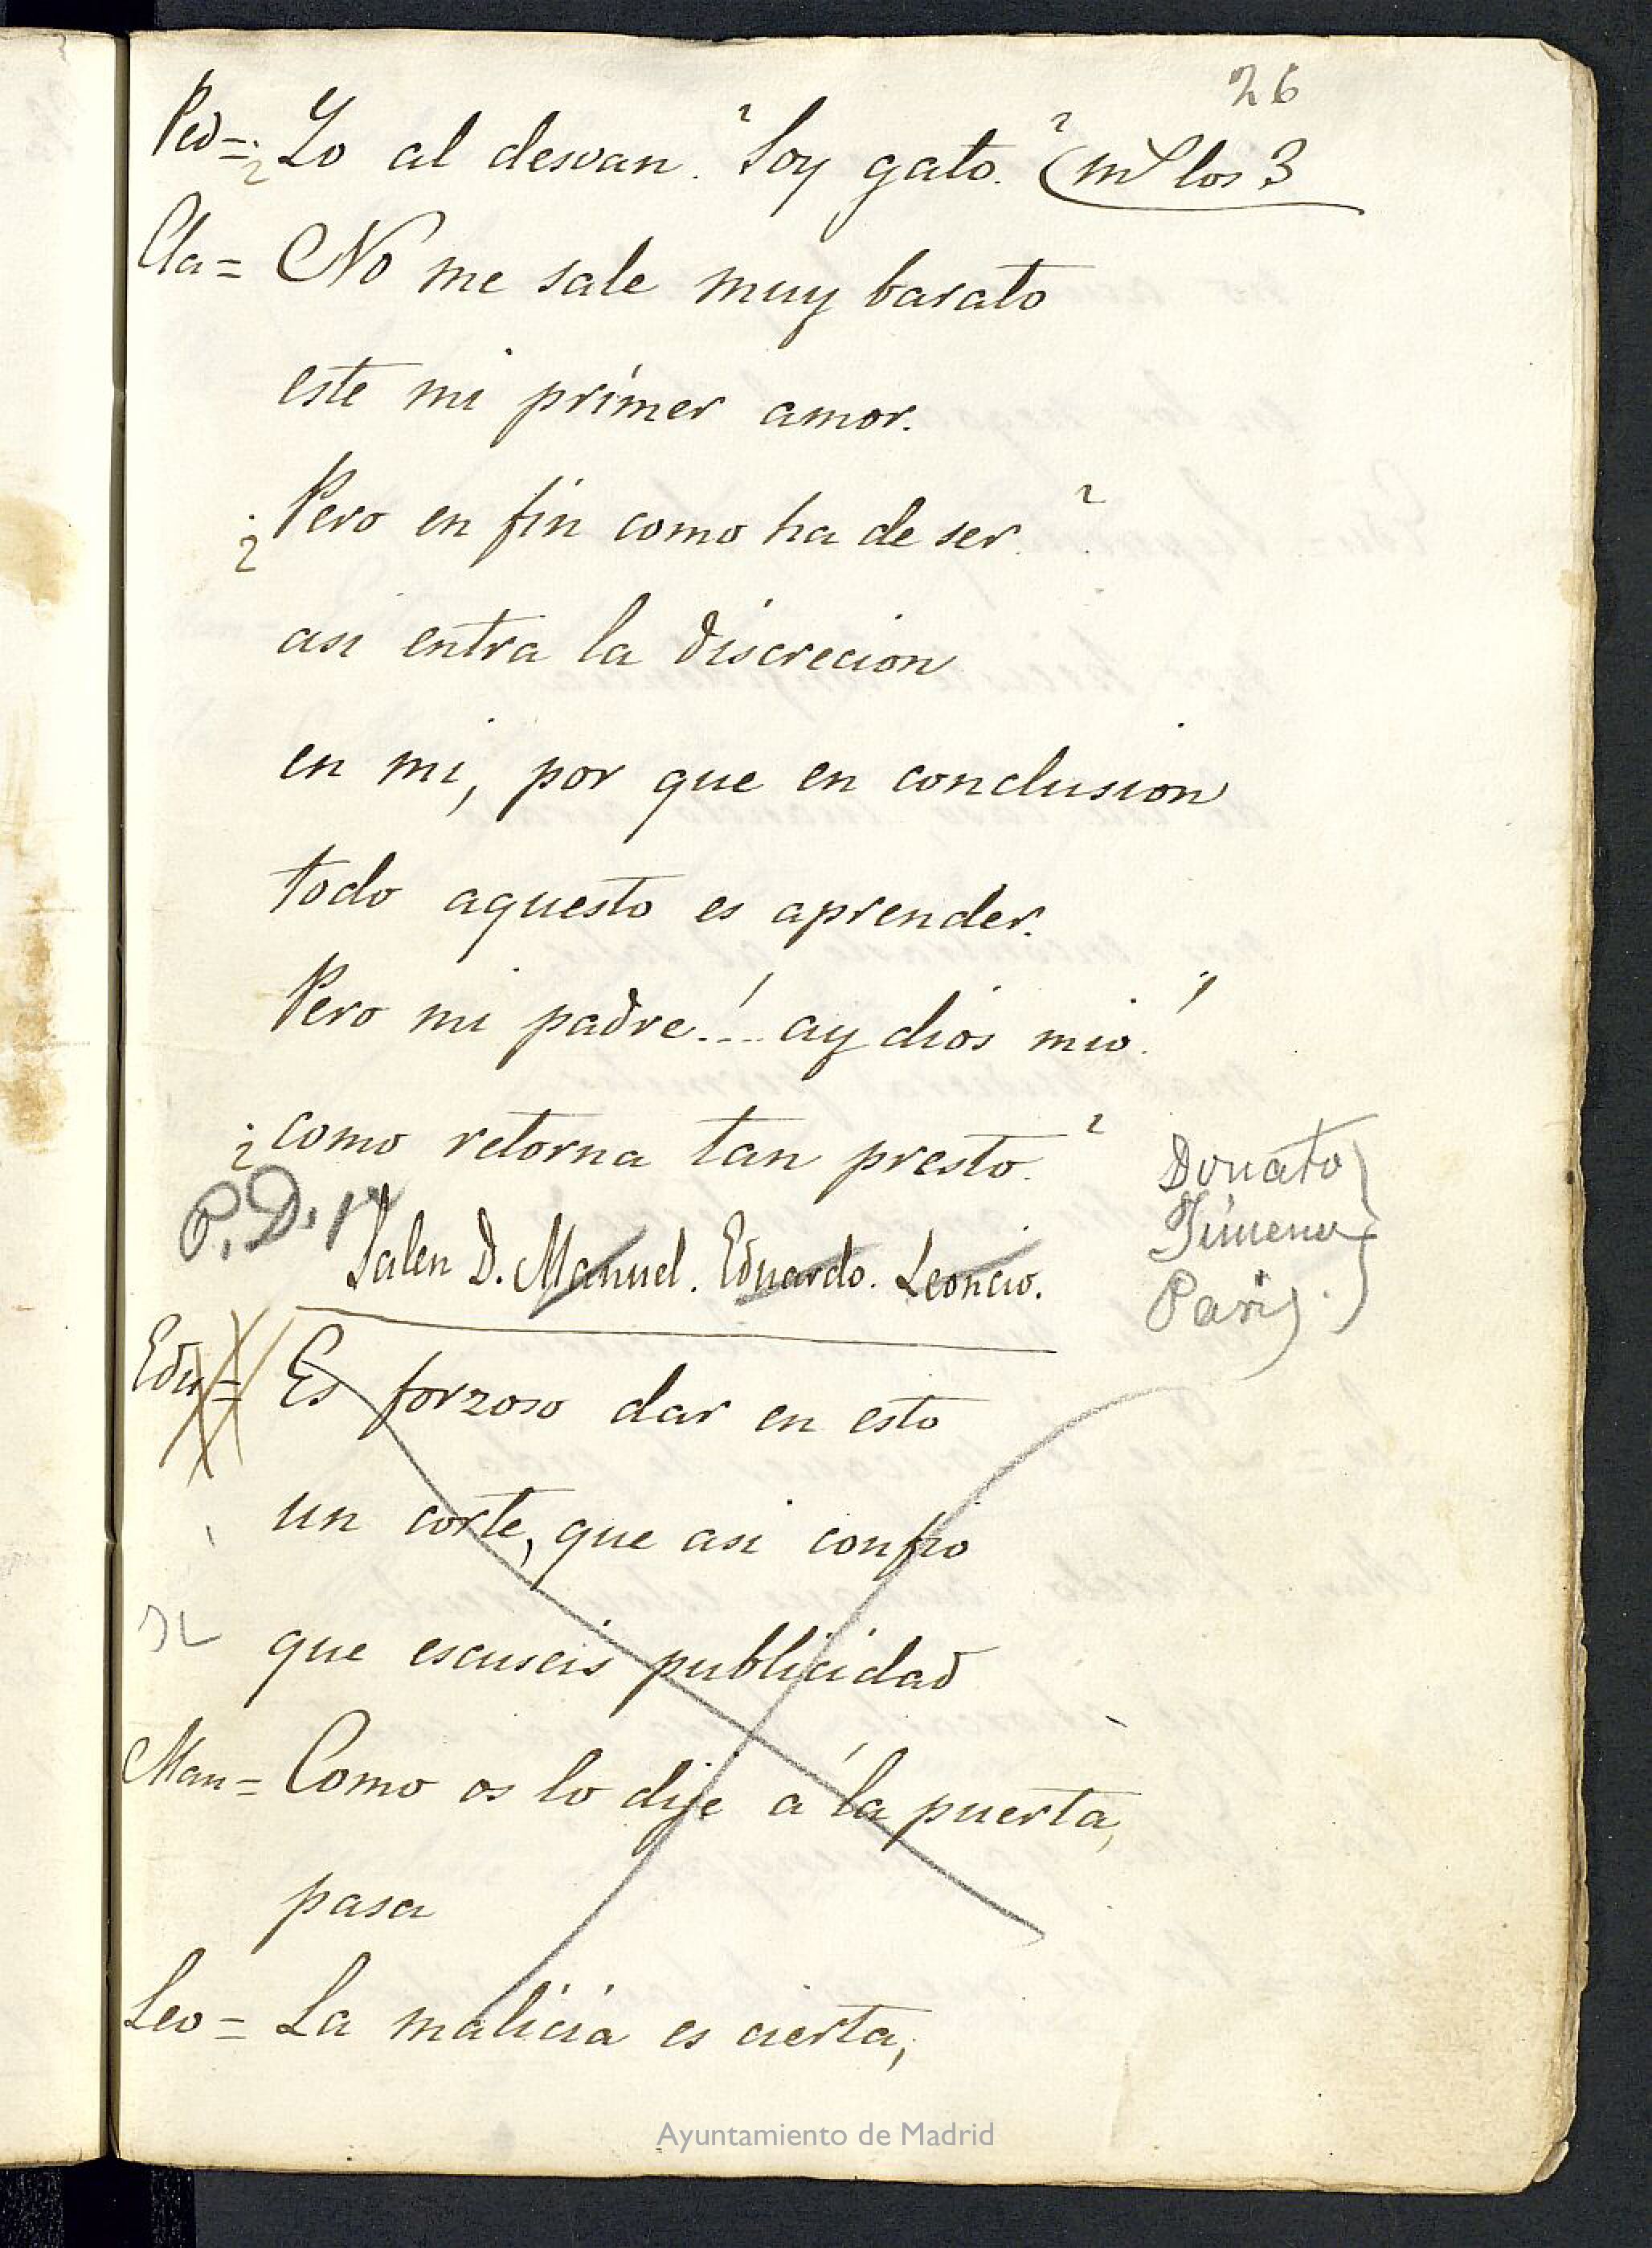 26
Ped=¿Yo al desvan? Soy gato? (m^s los 3
Cla= No me sale muy barato
este mi primer amor.
¿Pero en fin como ha de ser?
asi entra la discrecion
en mi, por que en conclusion
todo aquesto es aprender.
Pero mi padre!... ay dios mio!
¿como retorna tan presto?
P.D.
Salen D. Manuel. Eduardo. Leoncio.
Donato
Jimenez
Paris
Edu= Es forzoso dar en esto
un corte, que asi confio
que escuseis publicidad
Man= Como os lo dije á la puerta,
pasa
Leo= La malicia es cierta,
Ayuntamiento de Madrid